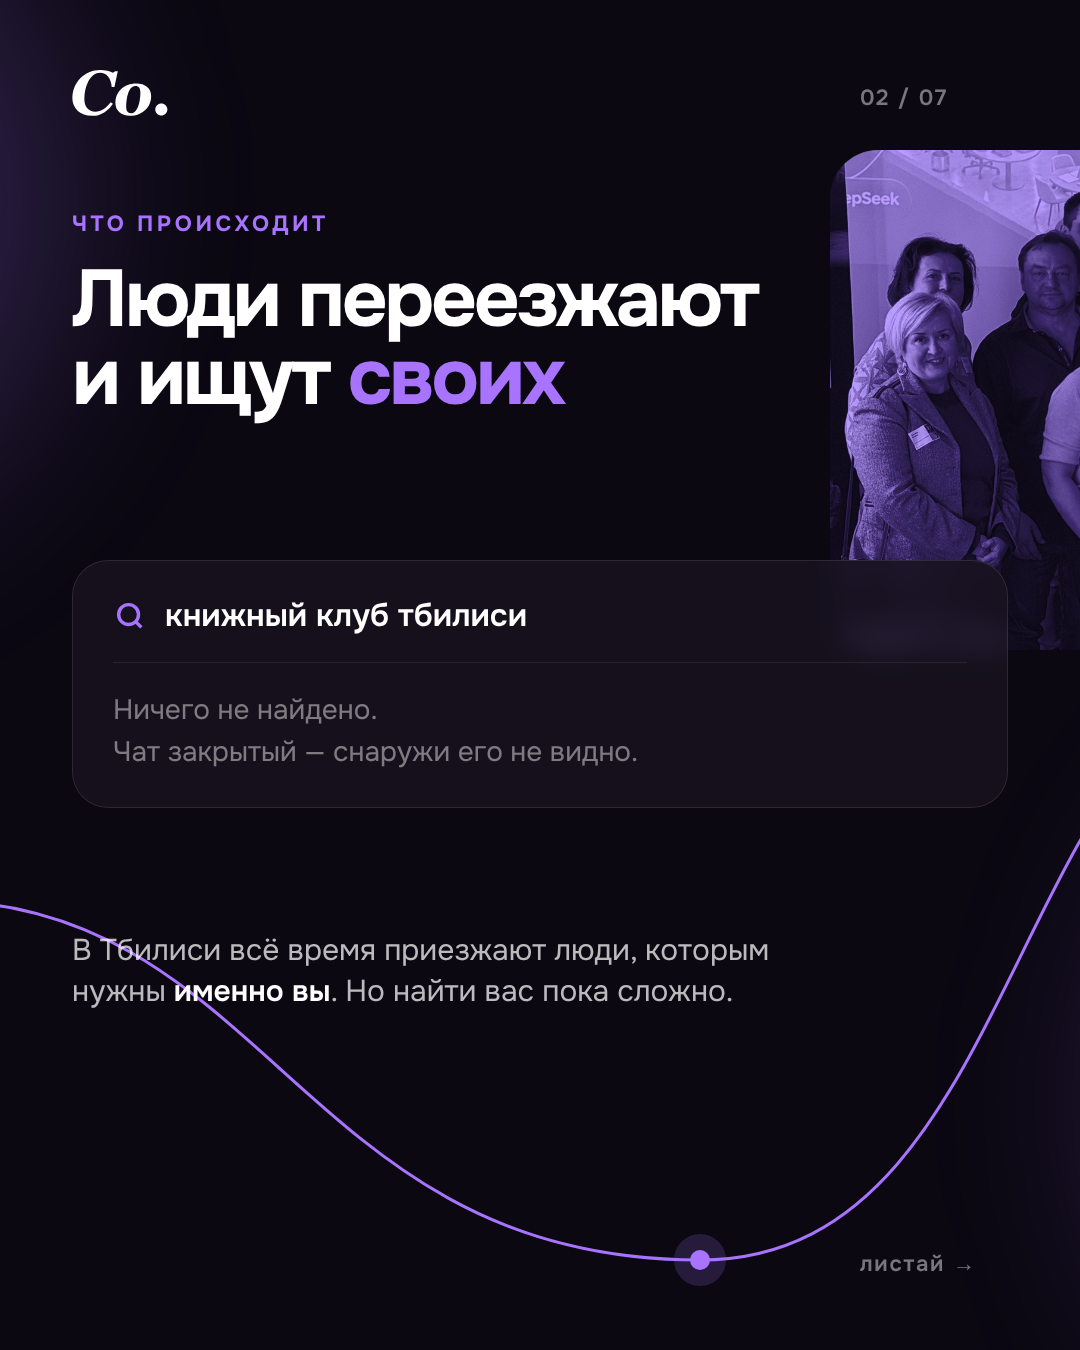 Co.
02 / 07
epSeek
ЧТО ПРОИСХОДИТ
Люди переезжают
и ищут своих
книжный клуб тбилиси
Ничего не найдено.
Чат закрытый — снаружи его не видно.
В Тбилиси всё время приезжают люди, которым
нужны именно вы. Но найти вас пока сложно.
листай →